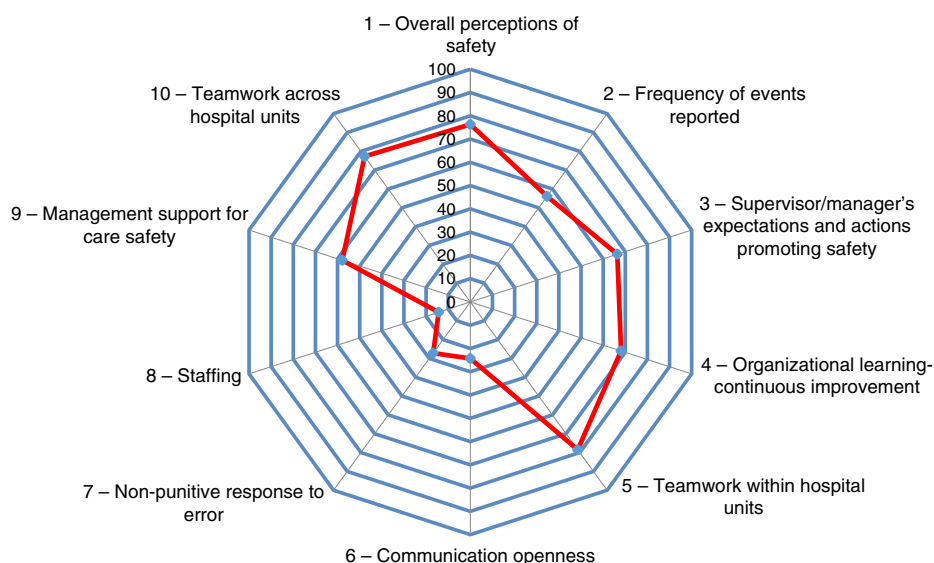 1 – Overall perceptions of
safety
2 – Frequency of events
reported
3 – Supervisor/manager's
expectations and actions
promoting safety
4 – Organizational learning-
continuous improvement
5 – Teamwork within hospital
units
6 – Communication openness
7 – Non-punitive response to
error
8 – Staffing
9 – Management support for
care safety
10 – Teamwork across
hospital units
100
90
80
70
60
50
40
30
20
10
0